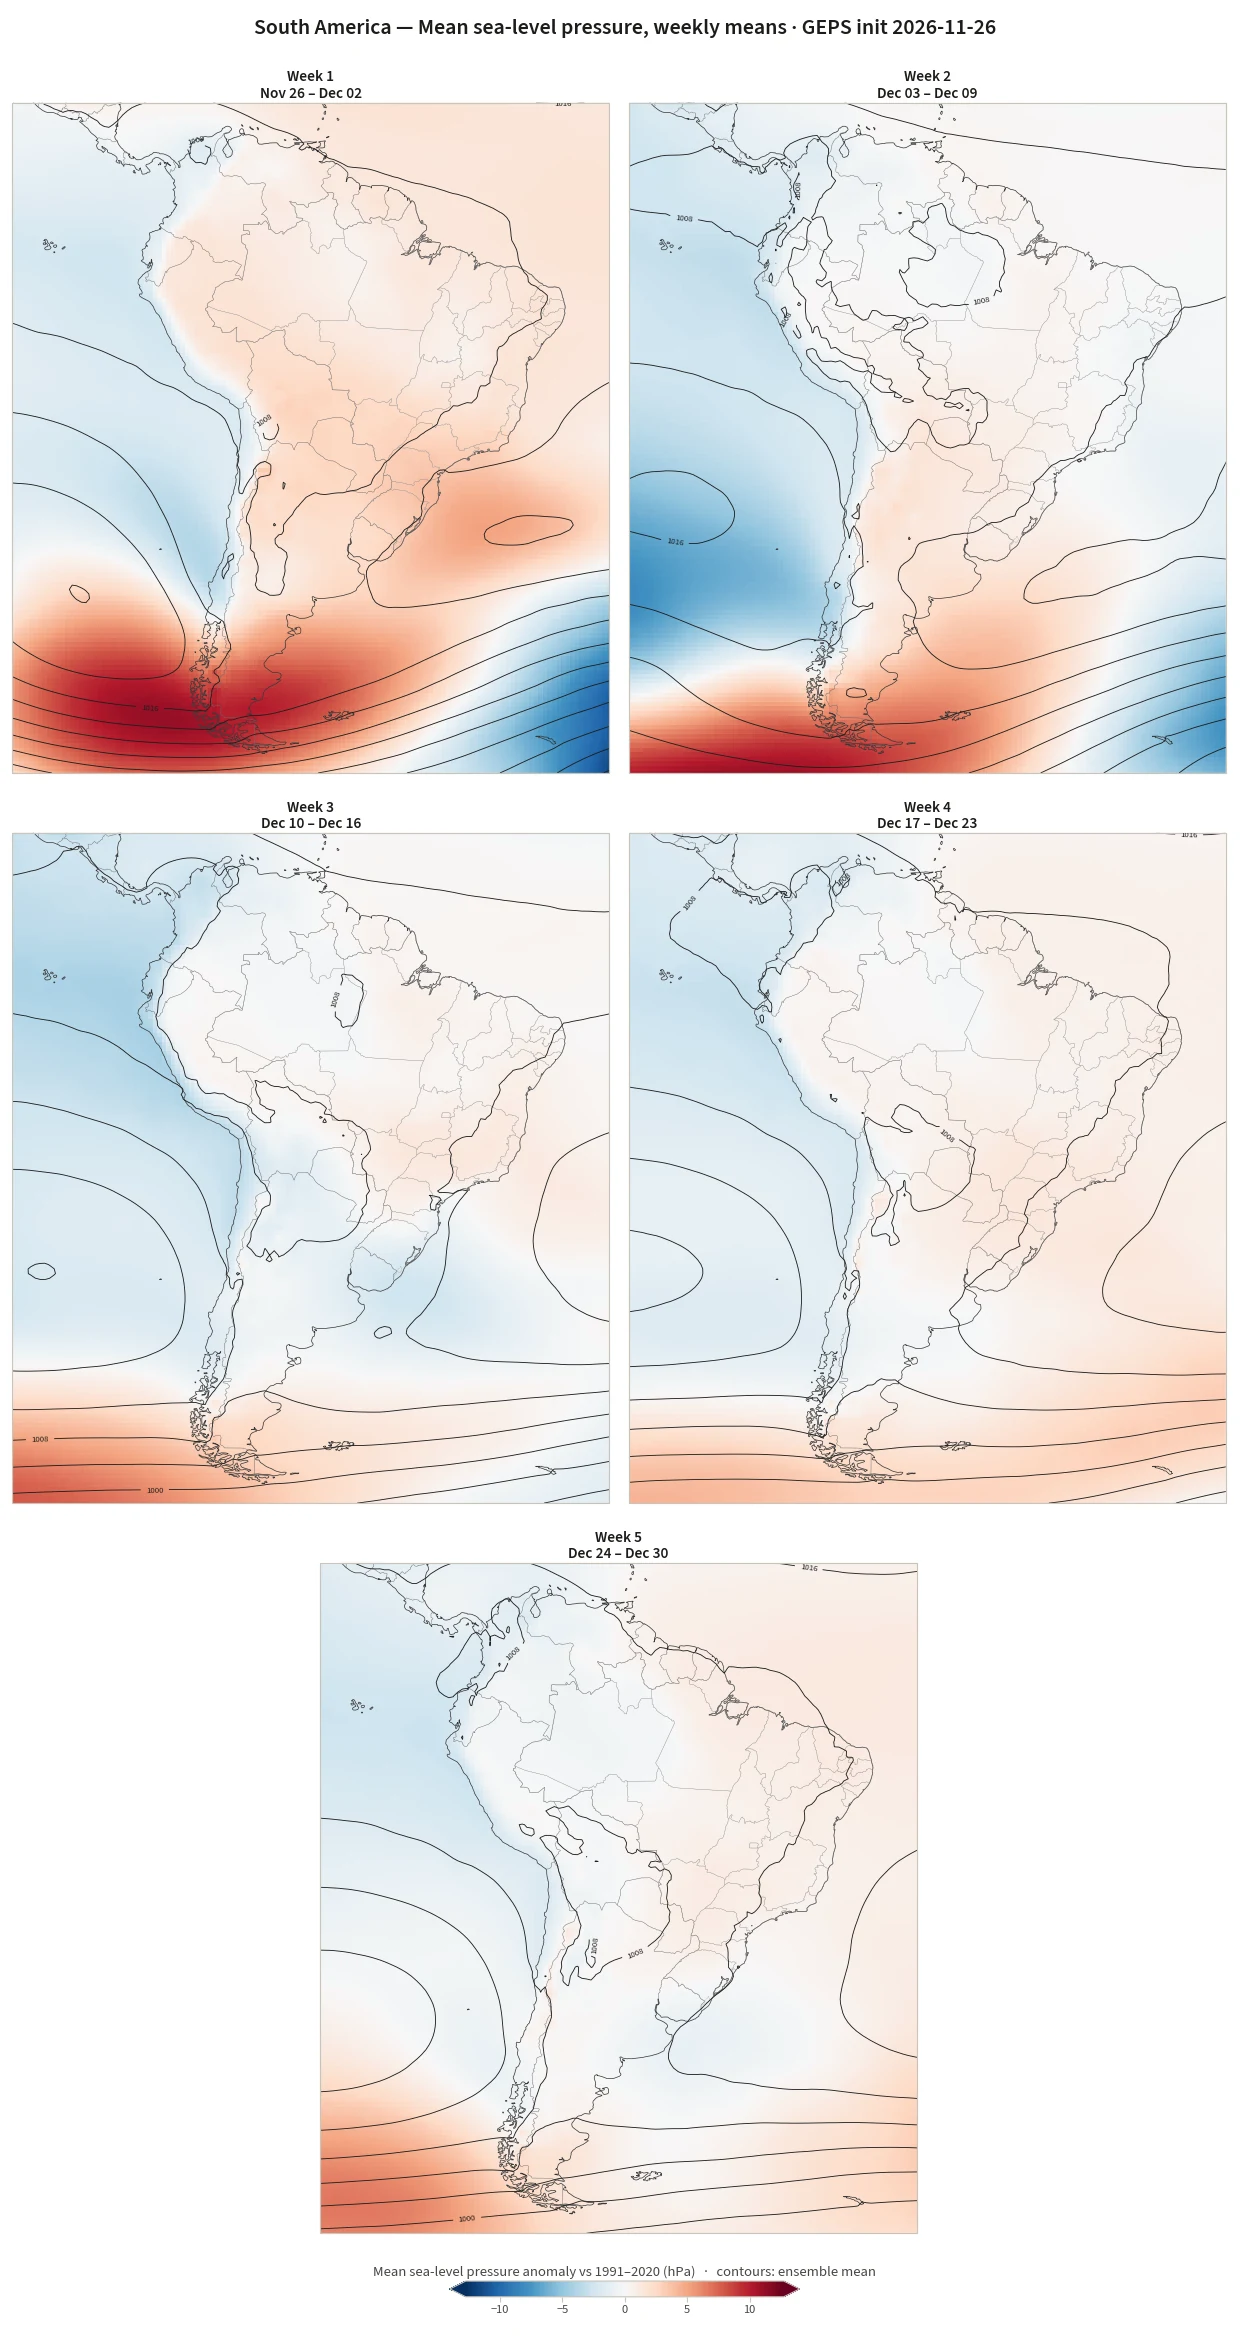 South America — Mean sea-level pressure, weekly means · GEPS init 2026-11-26
Week 1
Nov 26 – Dec 02
Week 2
Dec 03 – Dec 09
1016
1008
1008
1016
1008
1008
1008
1008
1016
Week 3
Dec 10 – Dec 16
Week 4
Dec 17 – Dec 23
1016
1008
1008
1008
1008
1008
1000
Week 5
Dec 24 – Dec 30
1016
1008
1008
1008
1000
Mean sea-level pressure anomaly vs 1991–2020 (hPa) · contours: ensemble mean
−10 −5 0 5 10